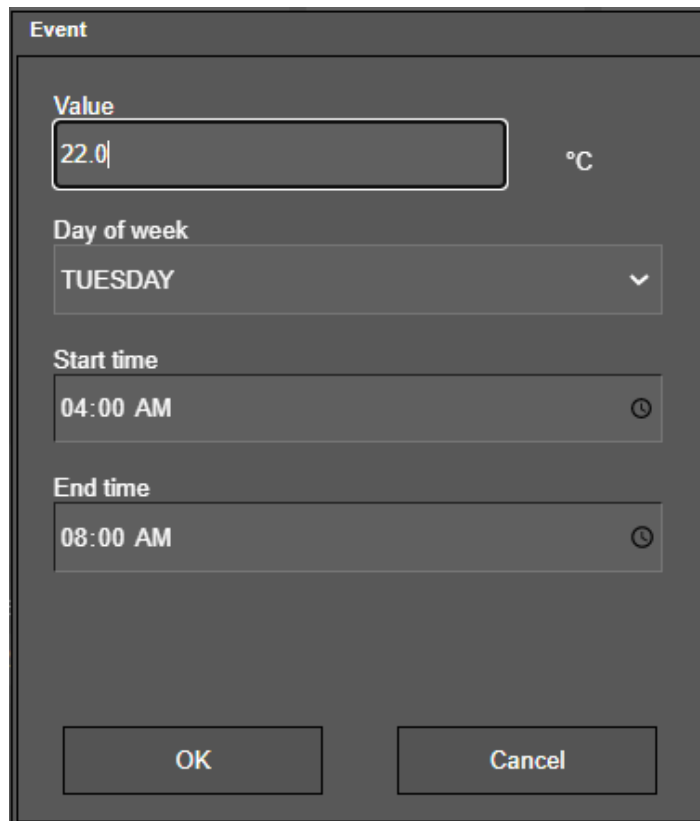 Event
Value
22.0
°C
Day of week
TUESDAY
Start time
04:00 AM
End time
08:00 AM
OK Cancel